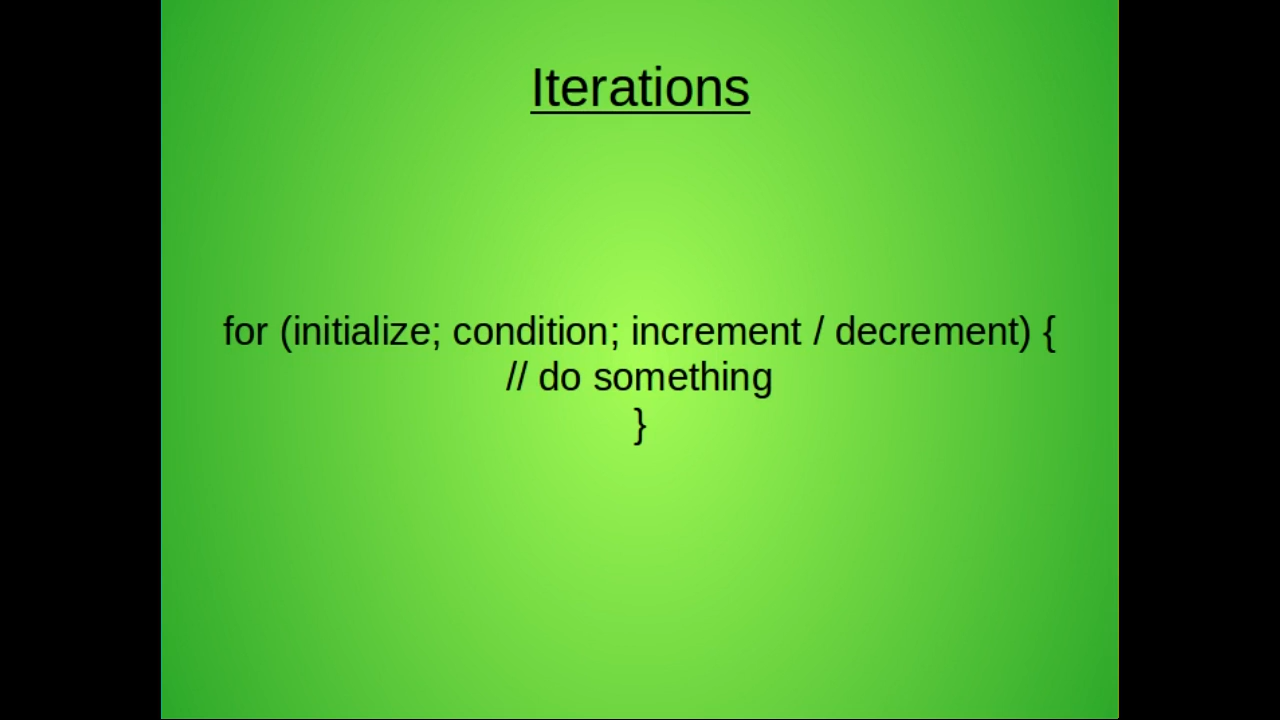 Iterations
for (initialize; condition; increment / decrement) {
// do something
}